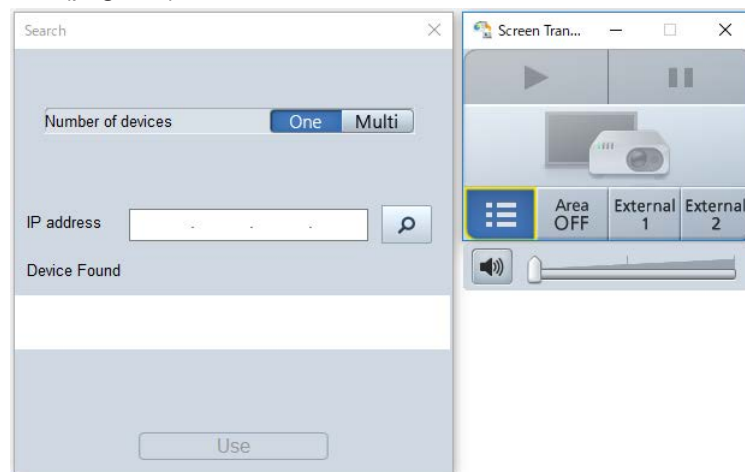 Search
Number of devices
One
Multi
IP address
. . .
Device Found
Use
Screen Tran...
Area
OFF
External
1
External
2